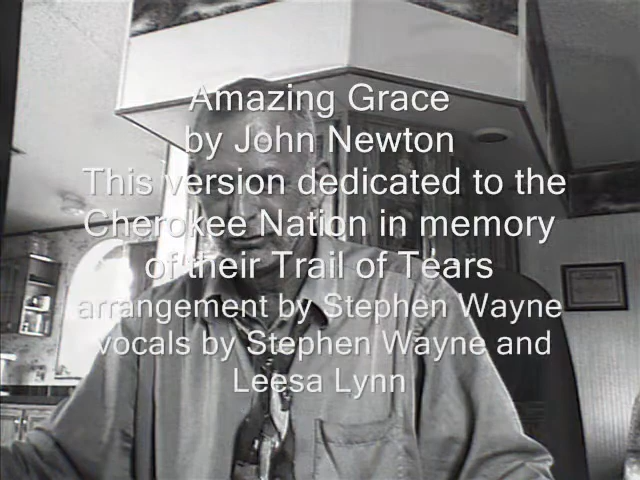 Amazing Grace
by John Newton
This version dedicated to the
Cherokee Nation in memory
of their Trail of Tears
arrangement by Stephen Wayne
vocals by Stephen Wayne and
Leesa Lynn